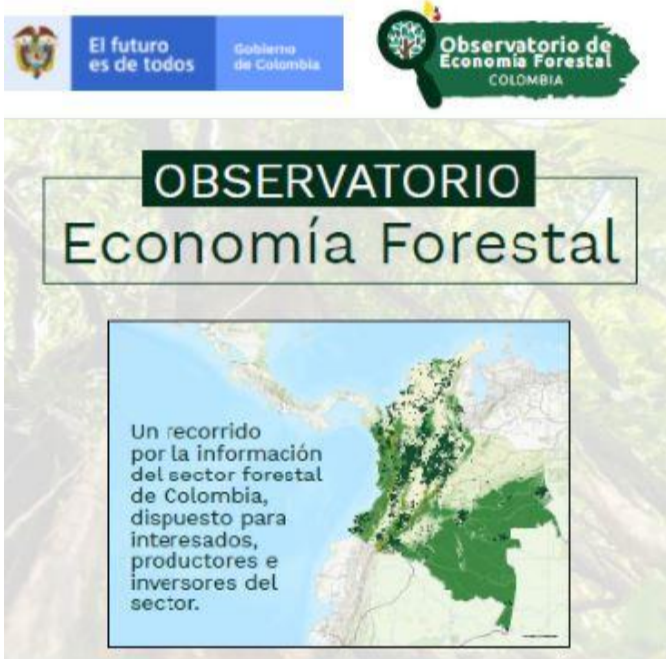 El futuro
es de todos
Gobierno
de Colombia
Observatorio de
Economía Forestal
COLOMBIA
OBSERVATORIO
Economía Forestal
Un recorrido
por la información
del sector forestal
de Colombia,
dispuesto para
interesados,
productores e
inversores del
sector.